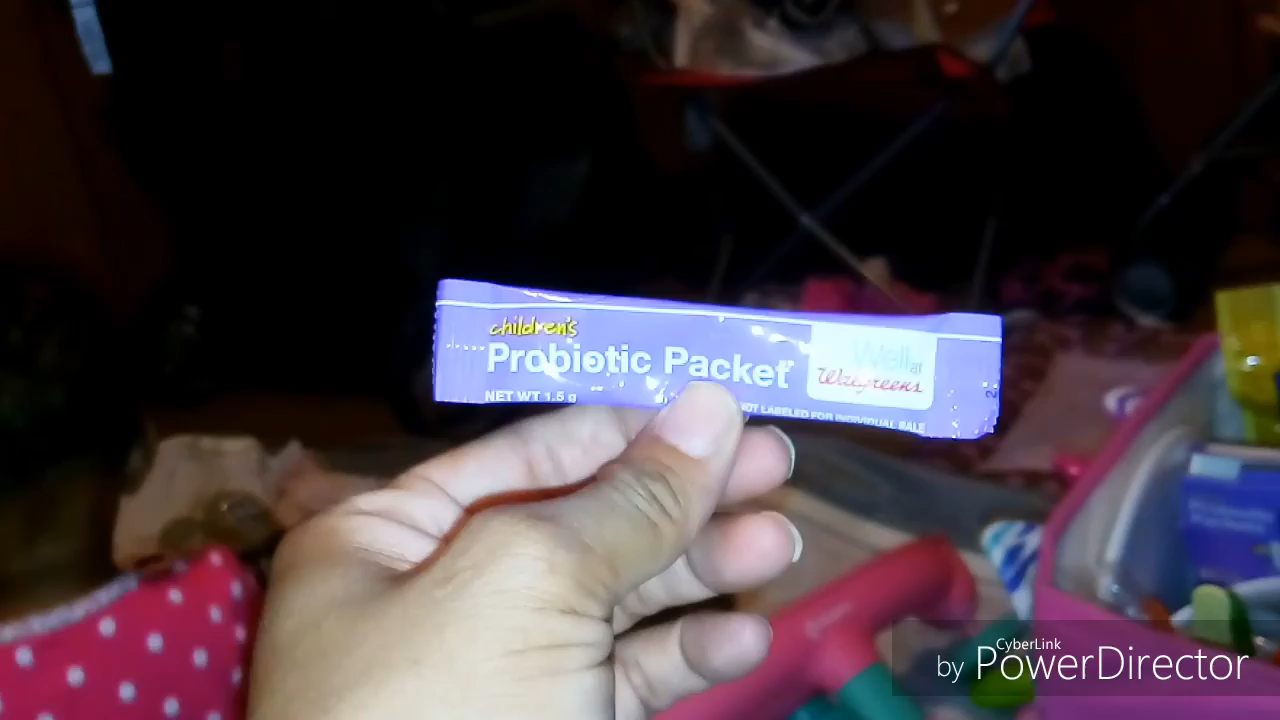 children's
Probiotic Packet
Well at
Walgreens
NET WT 1.5 g
NOT LABELED FOR INDIVIDUAL SALE
CyberLink
by PowerDirector